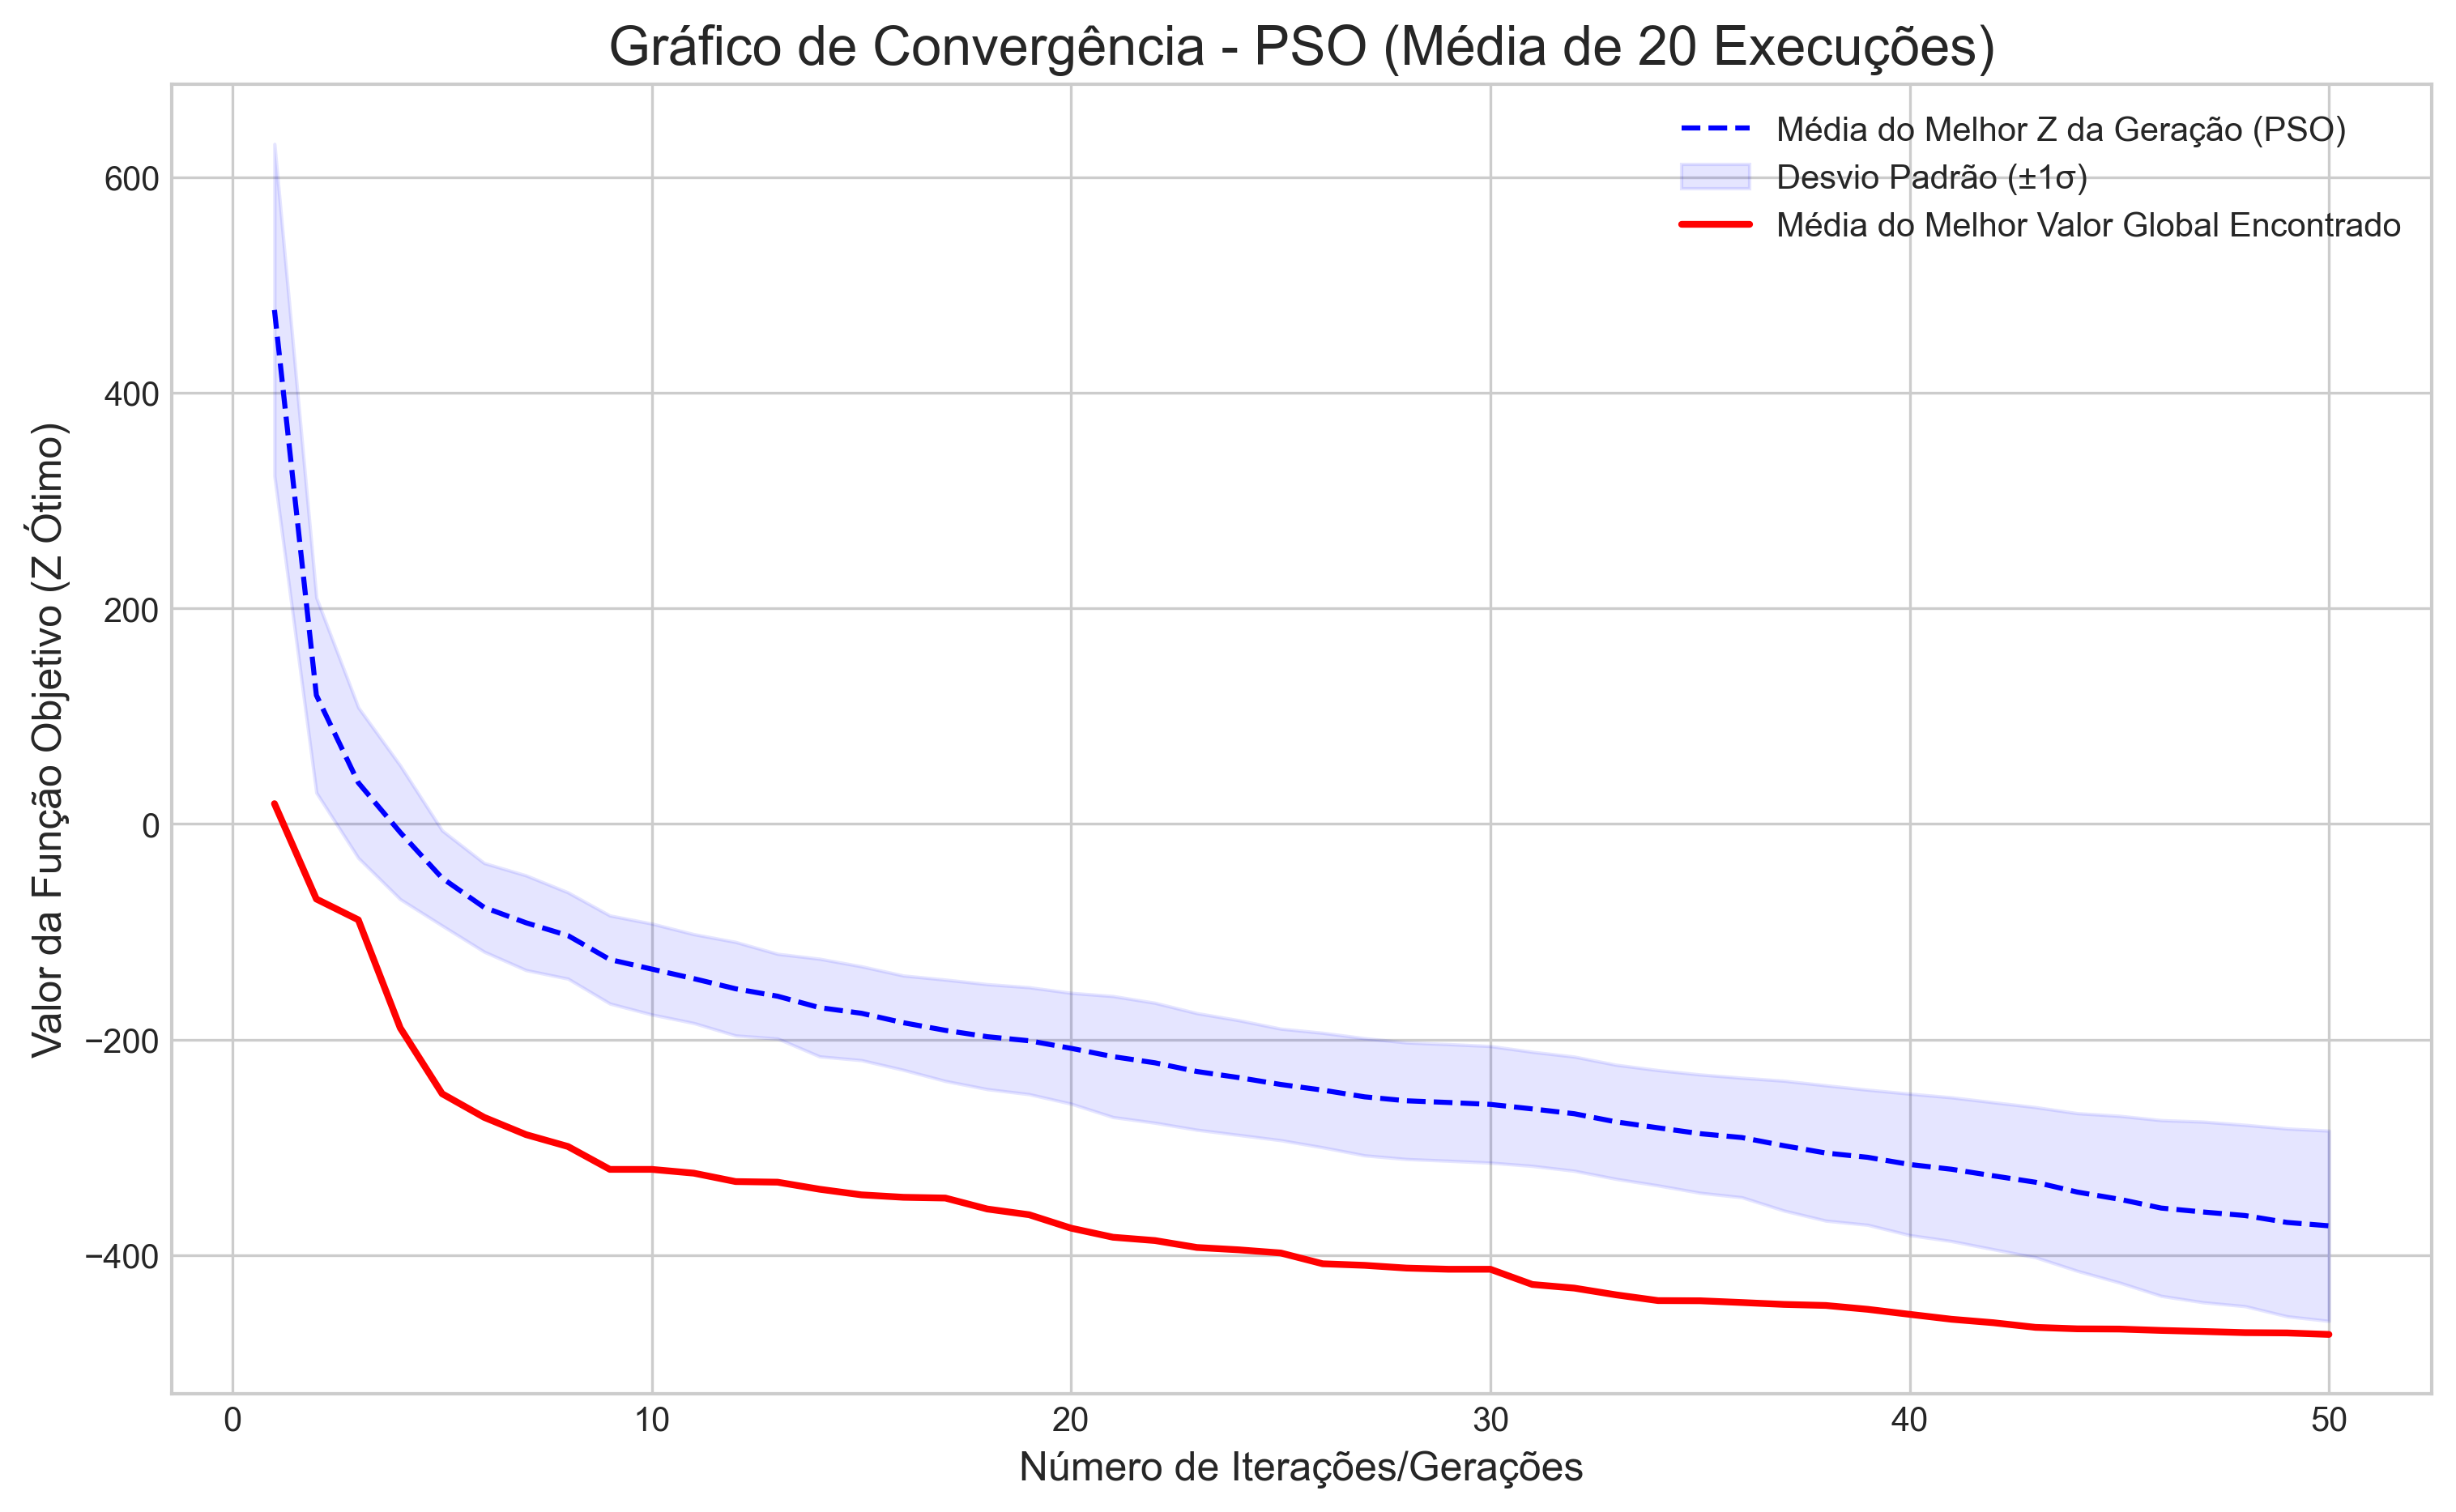 Gráfico de Convergência - PSO (Média de 20 Execuções)
Média do Melhor Z da Geração (PSO)
Desvio Padrão (±1σ)
Média do Melhor Valor Global Encontrado
Valor da Função Objetivo (Z Ótimo)
600
400
200
0
−200
−400
0 10 20 30 40 50
Número de Iterações/Gerações